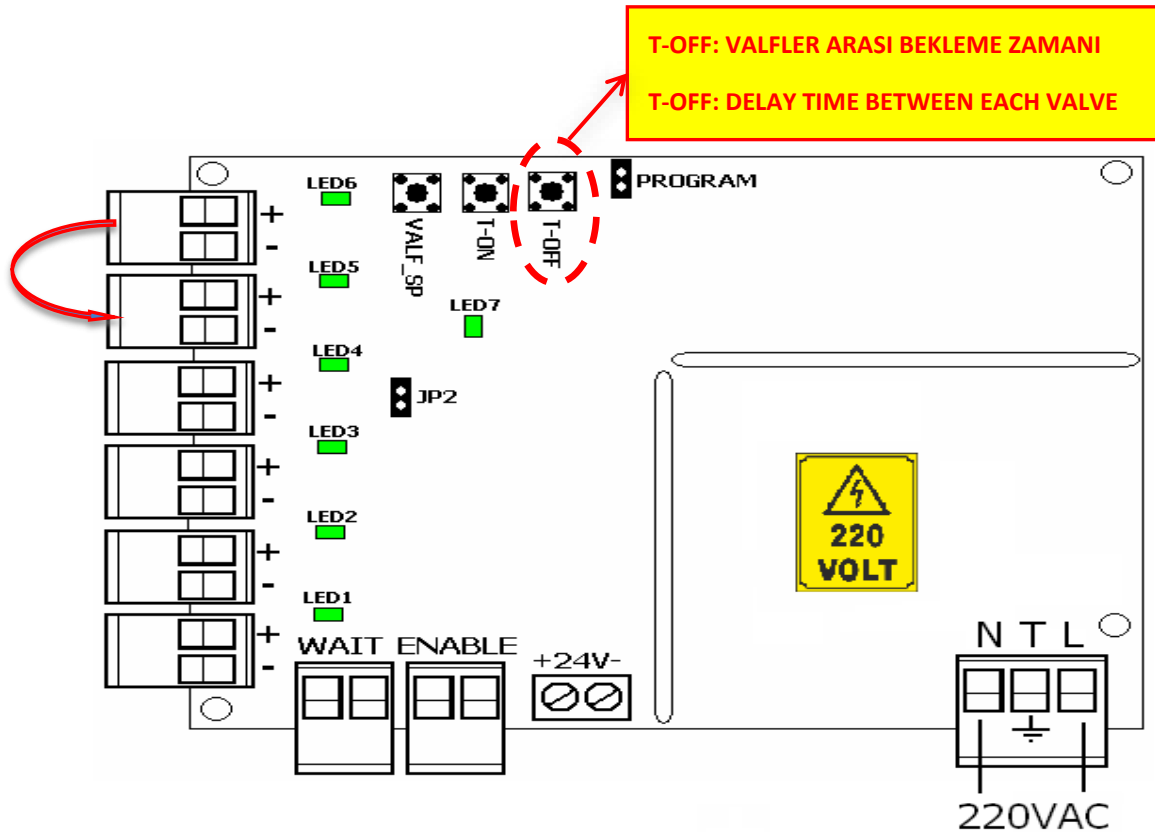 T-OFF: VALFLER ARASI BEKLEME ZAMANI
T-OFF: DELAY TIME BETWEEN EACH VALVE
LED6
VALF_SP
T-ON
T-OFF
PROGRAM
+
-
LED5
LED7
+
-
LED4
JP2
+
-
LED3
+
-
LED2
+
-
LED1
+
-
WAIT ENABLE
+24V-
220
VOLT
N T L
220VAC